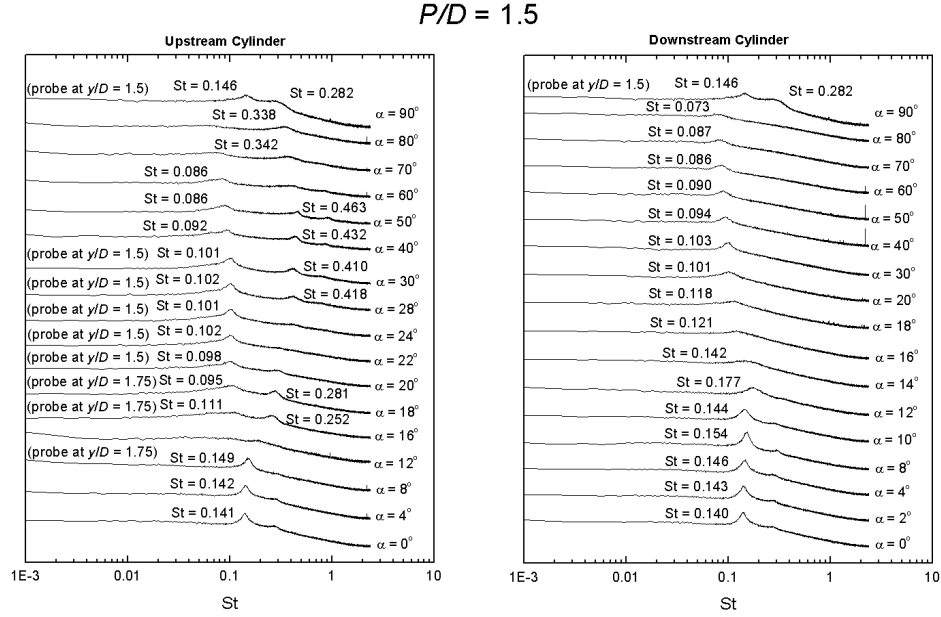 P/D = 1.5
Upstream Cylinder
(probe at y/D = 1.5) St = 0.146 St = 0.282 α = 90°
St = 0.338 α = 80°
St = 0.342 α = 70°
St = 0.086 α = 60°
St = 0.086 St = 0.463 α = 50°
St = 0.092 St = 0.432 α = 40°
(probe at y/D = 1.5) St = 0.101 St = 0.410 α = 30°
(probe at y/D = 1.5) St = 0.102 St = 0.418 α = 28°
(probe at y/D = 1.5) St = 0.101 α = 24°
(probe at y/D = 1.5) St = 0.102 α = 22°
(probe at y/D = 1.5) St = 0.098 α = 20°
(probe at y/D = 1.75) St = 0.095 St = 0.281 α = 18°
(probe at y/D = 1.75) St = 0.111 St = 0.252 α = 16°
α = 12°
(probe at y/D = 1.75) St = 0.149 α = 8°
St = 0.142 α = 4°
St = 0.141 α = 0°
1E-3 0.01 0.1 1 10
St
Downstream Cylinder
(probe at y/D = 1.5) St = 0.146 St = 0.282 α = 90°
St = 0.073 α = 80°
St = 0.087 α = 70°
St = 0.086 α = 60°
St = 0.090 α = 50°
St = 0.094 α = 40°
St = 0.103 α = 30°
St = 0.101 α = 20°
St = 0.118 α = 18°
St = 0.121 α = 16°
St = 0.142 α = 14°
St = 0.177 α = 12°
St = 0.144 α = 10°
St = 0.154 α = 8°
St = 0.146 α = 4°
St = 0.143 α = 2°
St = 0.140 α = 0°
1E-3 0.01 0.1 1 10
St